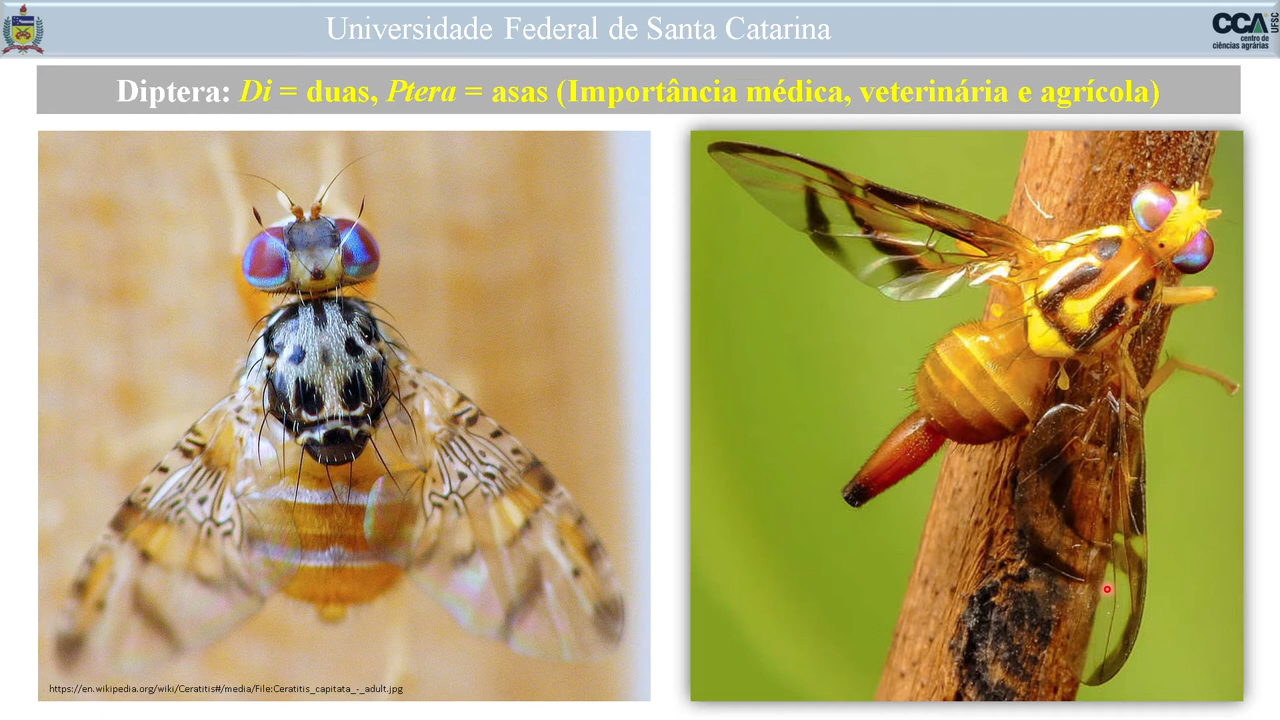 Universidade Federal de Santa Catarina
CCA UFSC
centro de
ciências agrárias
Diptera: Di = duas, Ptera = asas (Importância médica, veterinária e agrícola)
https://en.wikipedia.org/wiki/Ceratitis#/media/File:Ceratitis_capitata_-_adult.jpg